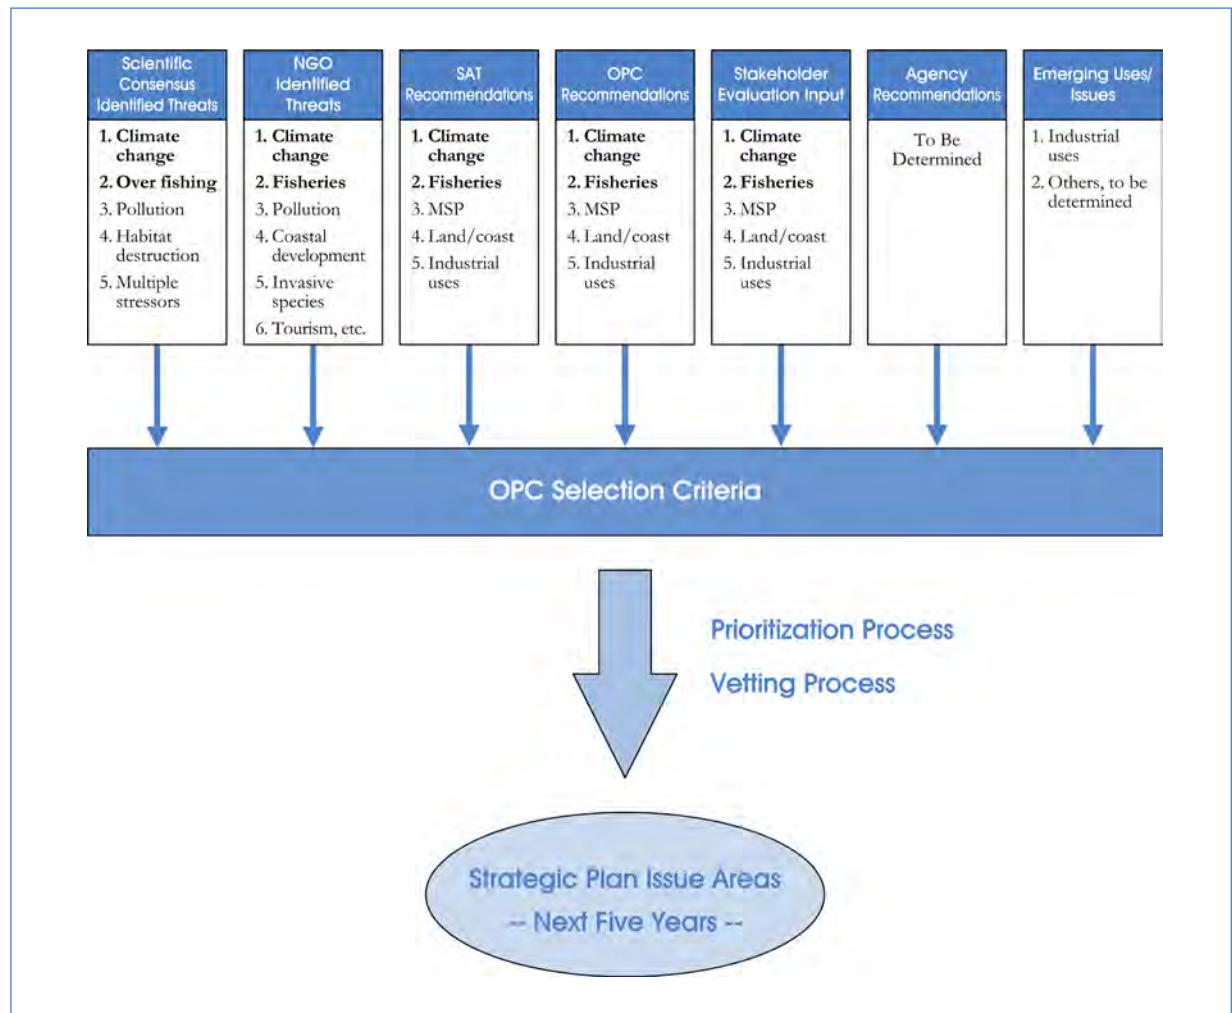 Scientific
Consensus
Identified Threats
1. Climate
change
2. Over fishing
3. Pollution
4. Habitat
destruction
5. Multiple
stressors
NGO
Identified
Threats
1. Climate
change
2. Fisheries
3. Pollution
4. Coastal
development
5. Invasive
species
6. Tourism, etc.
SAT
Recommendations
1. Climate
change
2. Fisheries
3. MSP
4. Land/coast
5. Industrial
uses
OPC
Recommendations
1. Climate
change
2. Fisheries
3. MSP
4. Land/coast
5. Industrial
uses
Stakeholder
Evaluation Input
1. Climate
change
2. Fisheries
3. MSP
4. Land/coast
5. Industrial
uses
Agency
Recommendations
To Be
Determined
Emerging Uses/
Issues
1. Industrial
uses
2. Others, to be
determined
OPC Selection Criteria
Prioritization Process
Vetting Process
Strategic Plan Issue Areas
-- Next Five Years --